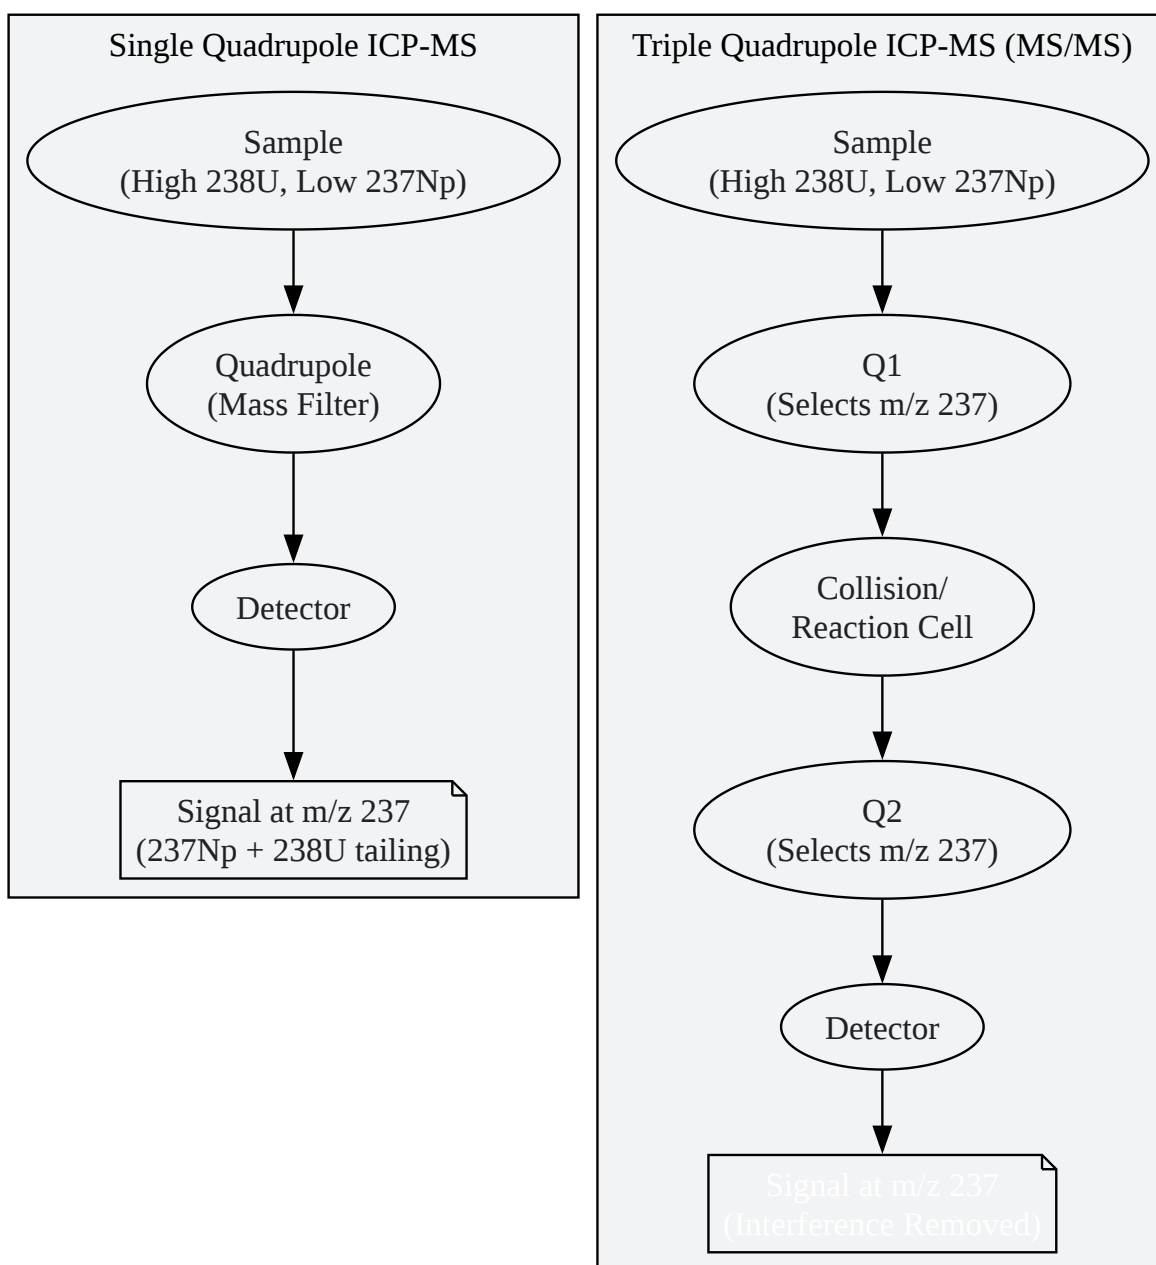 Single Quadrupole ICP-MS
Sample
(High 238U, Low 237Np)
Quadrupole
(Mass Filter)
Detector
Signal at m/z 237
(237Np + 238U tailing)
Triple Quadrupole ICP-MS (MS/MS)
Sample
(High 238U, Low 237Np)
Q1
(Selects m/z 237)
Collision/
Reaction Cell
Q2
(Selects m/z 237)
Detector
Signal at m/z 237
(Interference Removed)